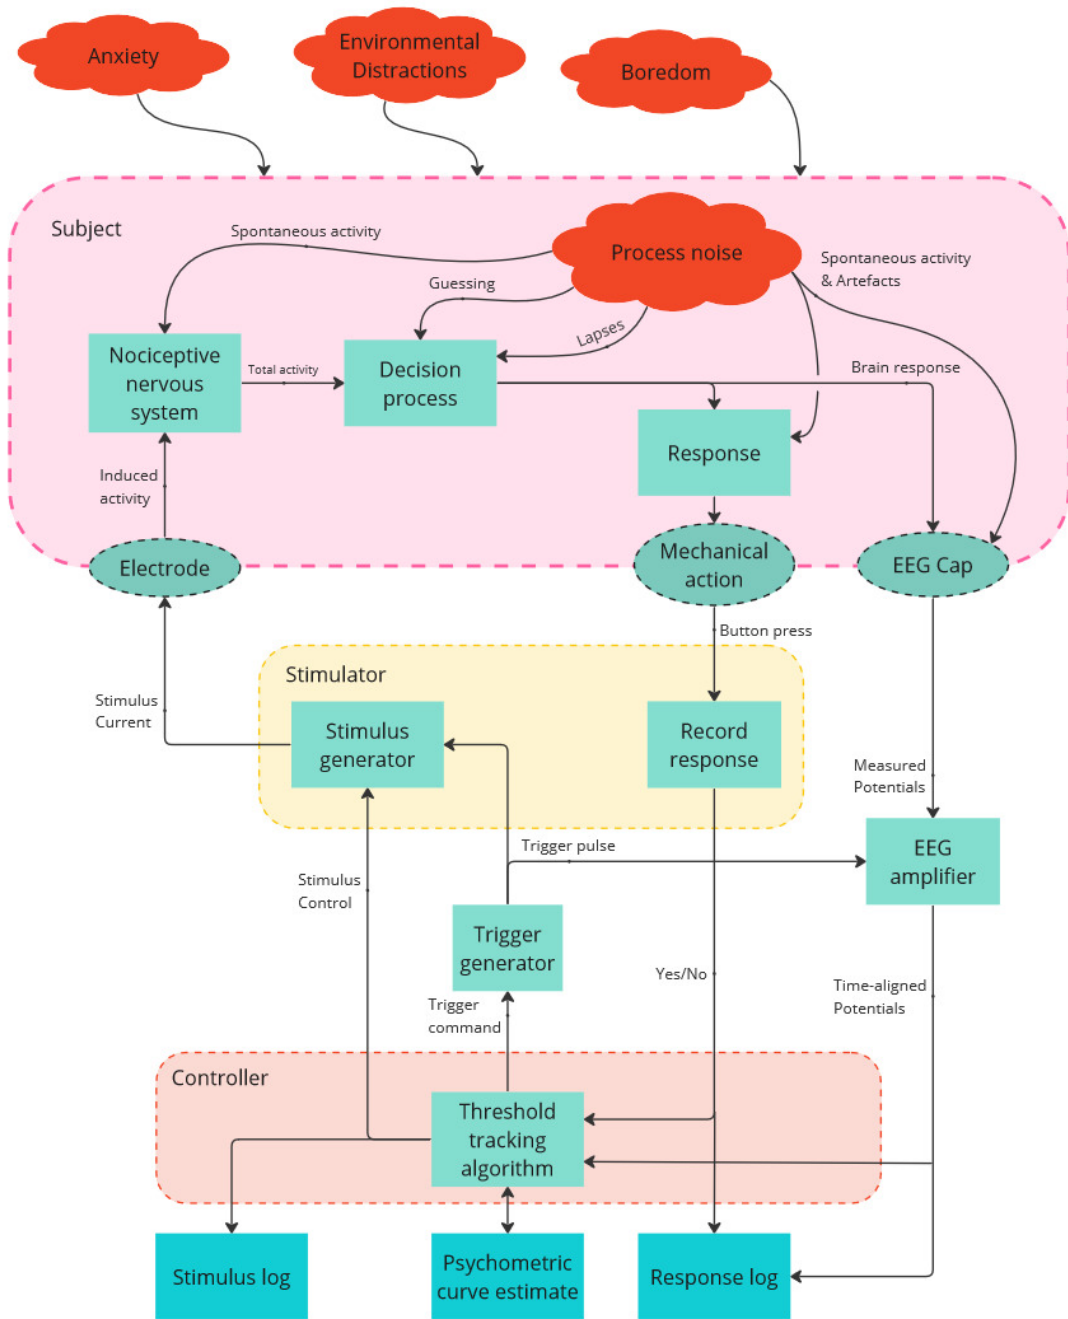 Anxiety
Environmental
Distractions
Boredom
Subject
Process noise
Spontaneous activity
Spontaneous activity
& Artefacts
Guessing
Lapses
Nociceptive
nervous
system
Total activity
Decision
process
Brain response
Response
Induced
activity
Electrode
Mechanical
action
EEG Cap
Button press
Stimulator
Stimulus
Current
Stimulus
generator
Record
response
Measured
Potentials
Trigger pulse
EEG
amplifier
Stimulus
Control
Trigger
generator
Yes/No
Time-aligned
Potentials
Trigger
command
Controller
Threshold
tracking
algorithm
Stimulus log
Psychometric
curve estimate
Response log